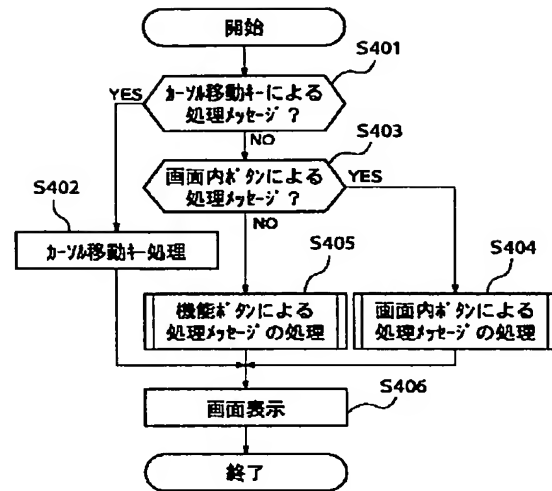 開始
S401
YES
カーソル移動キーによる
処理メッセージ？
NO
S403
画面内ボタンによる
処理メッセージ？
YES
S402
NO
カーソル移動キー処理
S405
S404
機能ボタンによる
処理メッセージの処理
画面内ボタンによる
処理メッセージの処理
画面表示
S406
終了